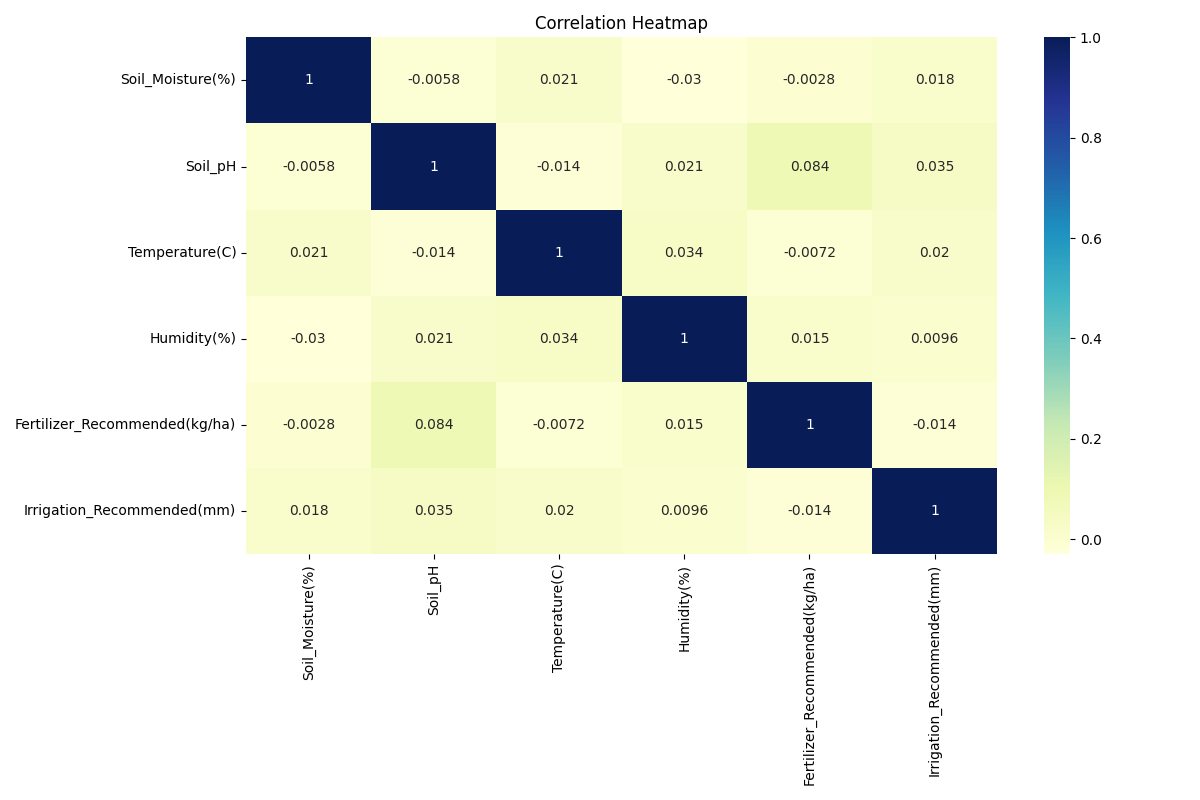 Correlation Heatmap
Soil_Moisture(%) 1 -0.0058 0.021 -0.03 -0.0028 0.018
Soil_pH -0.0058 1 -0.014 0.021 0.084 0.035
Temperature(C) 0.021 -0.014 1 0.034 -0.0072 0.02
Humidity(%) -0.03 0.021 0.034 1 0.015 0.0096
Fertilizer_Recommended(kg/ha) -0.0028 0.084 -0.0072 0.015 1 -0.014
Irrigation_Recommended(mm) 0.018 0.035 0.02 0.0096 -0.014 1
Soil_Moisture(%)
Soil_pH
Temperature(C)
Humidity(%)
Fertilizer_Recommended(kg/ha)
Irrigation_Recommended(mm)
1.0
0.8
0.6
0.4
0.2
0.0